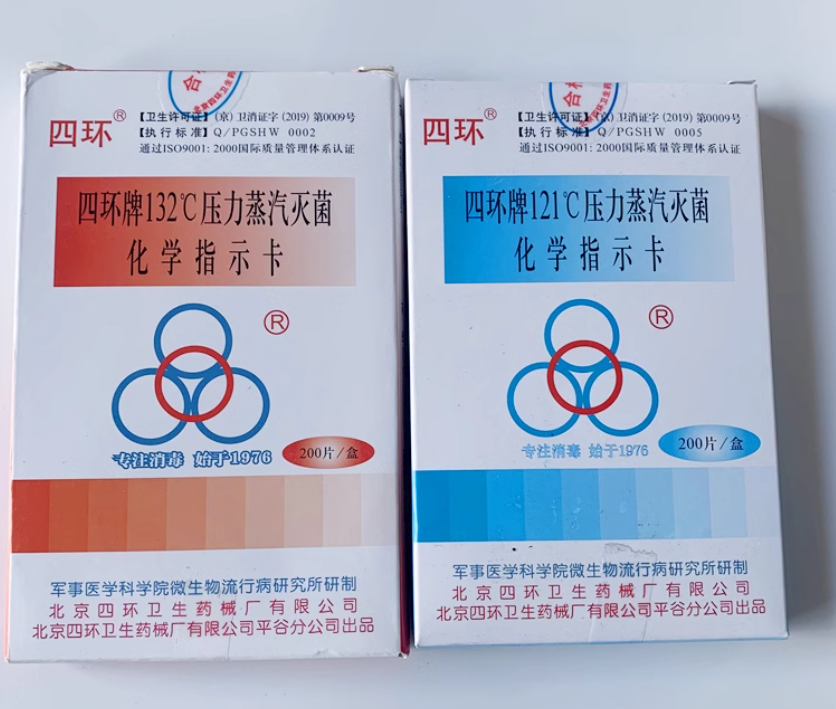 合格
四环®
【卫生许可证】(京)卫消证字(2019)第0009号
【执行标准】Q/PGSHW 0002
通过ISO9001:2000国际质量管理体系认证
四环牌132℃压力蒸汽灭菌
化学指示卡
®
专注消毒 始于1976
200片/盒
军事医学科学院微生物流行病研究所研制
北京四环卫生药械厂有限公司
北京四环卫生药械厂有限公司平谷分公司出品
合格
四环®
【卫生许可证】(京)卫消证字(2019)第0009号
【执行标准】Q/PGSHW 0005
通过ISO9001:2000国际质量管理体系认证
四环牌121℃压力蒸汽灭菌
化学指示卡
®
专注消毒 始于1976
200片/盒
军事医学科学院微生物流行病研究所研制
北京四环卫生药械厂有限公司
北京四环卫生药械厂有限公司平谷分公司出品